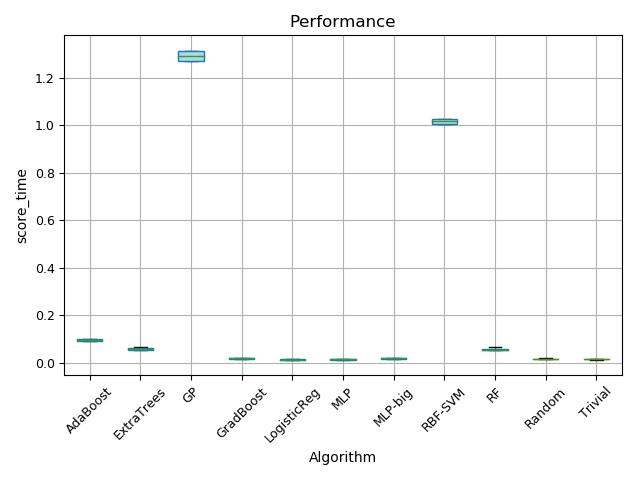 Performance
score_time
1.2
1.0
0.8
0.6
0.4
0.2
0.0
AdaBoost
ExtraTrees
GP
GradBoost
LogisticReg
MLP
MLP-big
RBF-SVM
RF
Random
Trivial
Algorithm